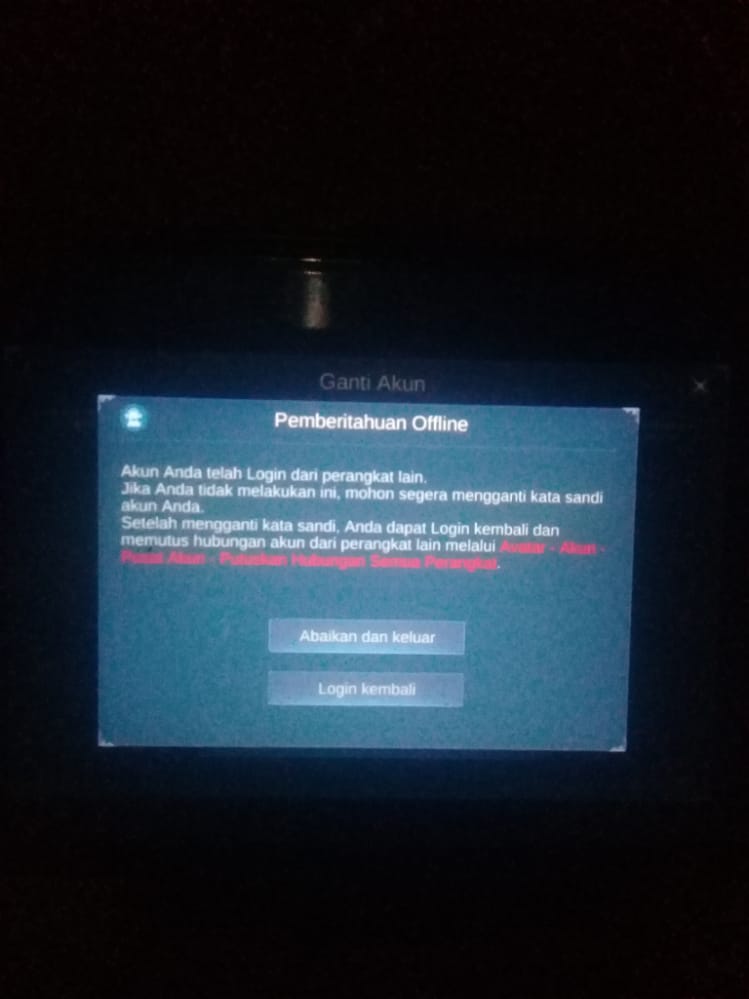 Ganti Akun
Pemberitahuan Offline
Akun Anda telah Login dari perangkat lain.
Jika Anda tidak melakukan ini, mohon segera mengganti kata sandi
akun Anda.
Setelah mengganti kata sandi, Anda dapat Login kembali dan
memutus hubungan akun dari perangkat lain melalui Avatar - Akun -
Pusat Akun - Putuskan Hubungan Semua Perangkat.
Abaikan dan keluar
Login kembali